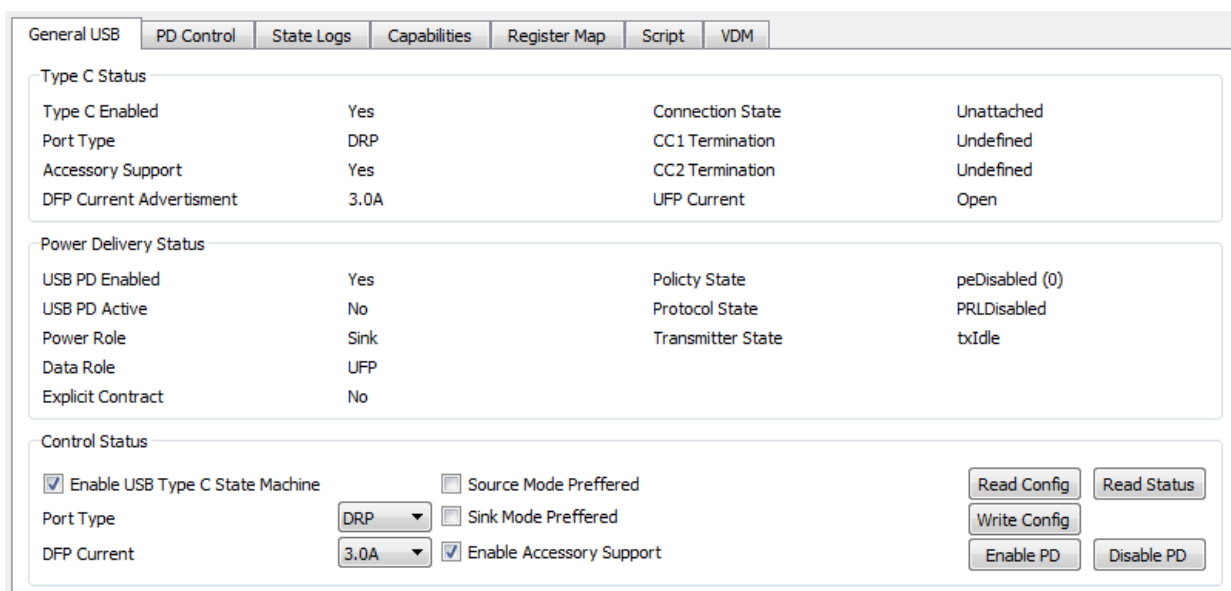 General USB PD Control State Logs Capabilities Register Map Script VDM
Type C Status
Type C Enabled Yes Connection State Unattached
Port Type DRP CC1 Termination Undefined
Accessory Support Yes CC2 Termination Undefined
DFP Current Advertisment 3.0A UFP Current Open
Power Delivery Status
USB PD Enabled Yes Policty State peDisabled (0)
USB PD Active No Protocol State PRLDisabled
Power Role Sink Transmitter State txIdle
Data Role UFP
Explicit Contract No
Control Status
Enable USB Type C State Machine Source Mode Preffered Read Config Read Status
Port Type DRP Sink Mode Preffered Write Config
DFP Current 3.0A Enable Accessory Support Enable PD Disable PD